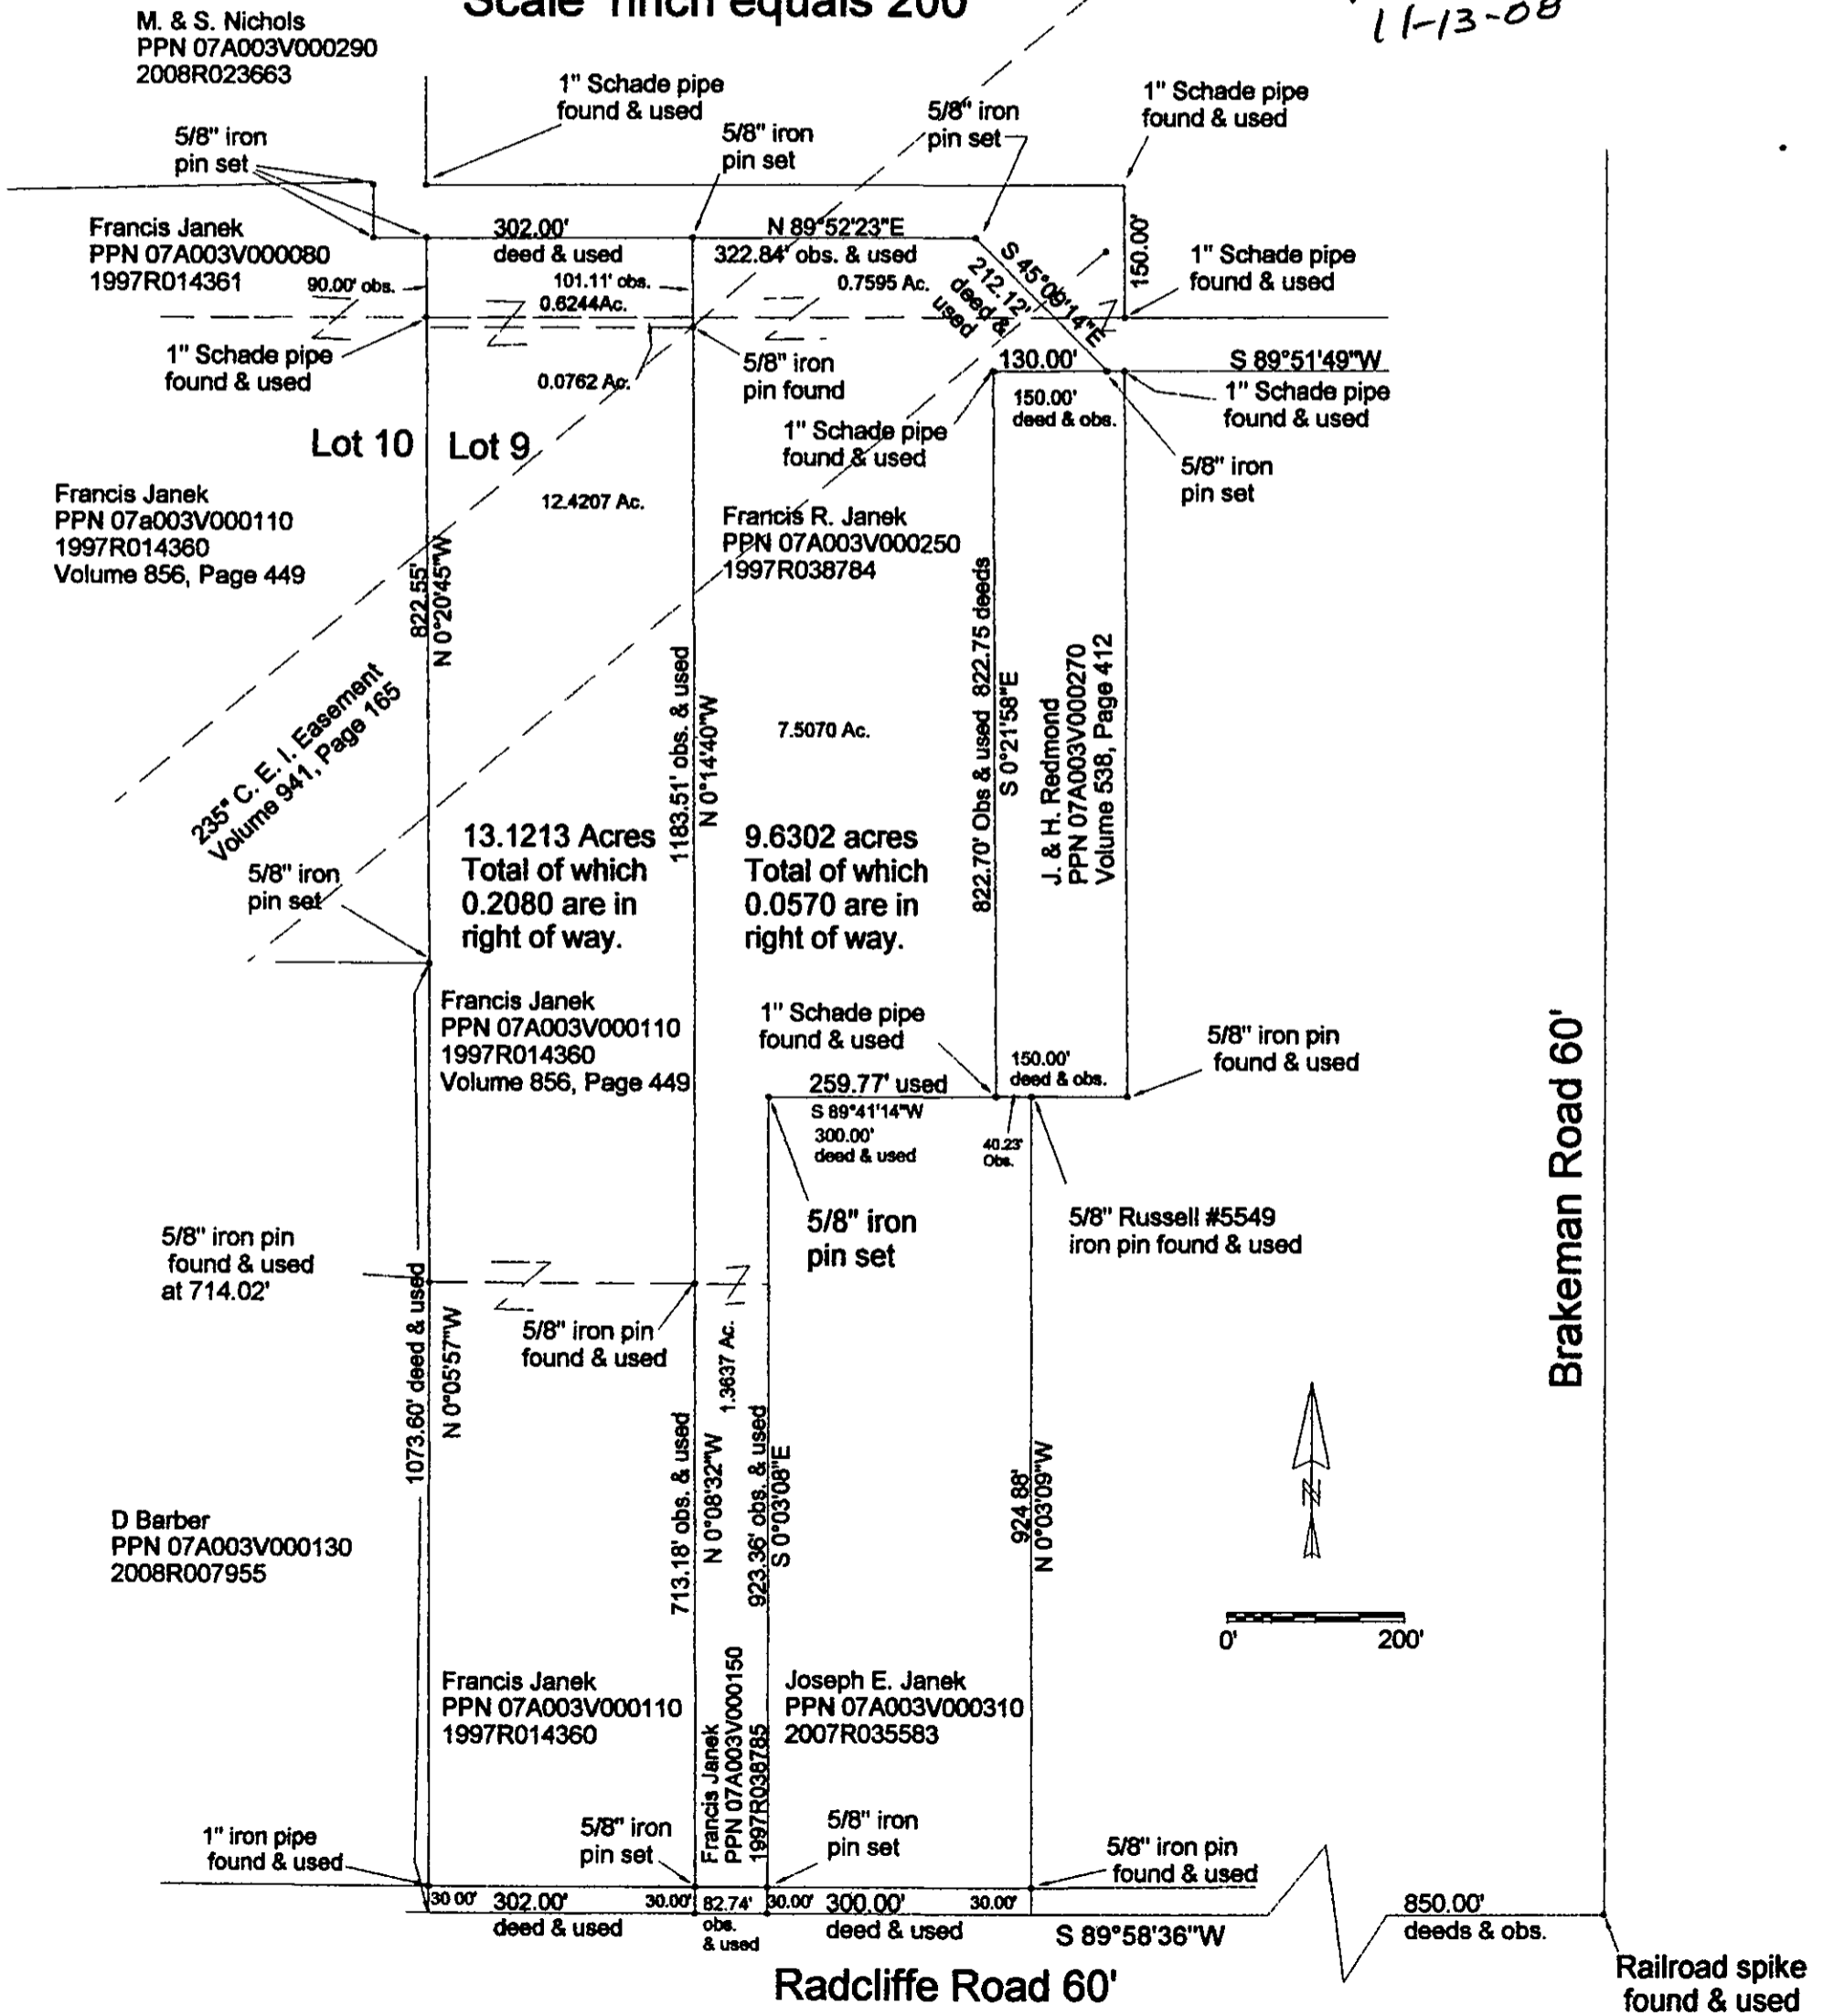 Scale 1inch equals 200'
11-13-08
M. & S. Nichols
PPN 07A003V000290
2008R023663
1" Schade pipe
found & used
5/8" iron
pin set
5/8" iron
pin set
5/8" iron
pin set
1" Schade pipe
found & used
Francis Janek
PPN 07A003V000080
1997R014361
302.00'
deed & used
N 89°52'23"E
322.84' obs. & used
S 45°09'14"E
212.12'
deed &
used
150.00'
1" Schade pipe
found & used
90.00' obs.
101.11' obs.
0.6244Ac.
0.7595 Ac.
1" Schade pipe
found & used
0.0762 Ac.
5/8" iron
pin found
130.00'
S 89°51'49"W
150.00'
deed & obs.
1" Schade pipe
found & used
1" Schade pipe
found & used
5/8" iron
pin set
Lot 10
Lot 9
12.4207 Ac.
Francis Janek
PPN 07a003V000110
1997R014360
Volume 856, Page 449
Francis R. Janek
PPN 07A003V000250
1997R038784
822.55'
N 0°20'45"W
235" C. E. I. Easement
Volume 941, Page 165
1183.51' obs. & used
N 0°14'40"W
7.5070 Ac.
822.70' Obs & used 822.75 deeds
S 0°21'58"E
J. & H. Redmond
PPN 07A003V000270
Volume 538, Page 412
13.1213 Acres
Total of which
0.2080 are in
right of way.
9.6302 acres
Total of which
0.0570 are in
right of way.
5/8" iron
pin set
Francis Janek
PPN 07A003V000110
1997R014360
Volume 856, Page 449
1" Schade pipe
found & used
150.00'
deed & obs.
5/8" iron pin
found & used
259.77' used
S 89°41'14"W
300.00'
deed & used
40.23'
Obs.
5/8" iron
pin set
5/8" Russell #5549
iron pin found & used
Brakeman Road 60'
5/8" iron pin
found & used
at 714.02'
5/8" iron pin
found & used
1073.60' deed & used
N 0°05'57"W
1.3637 Ac.
713.18' obs. & used
N 0°08'32"W
923.36' obs. & used
S 0°03'08"E
924 88'
N 0°03'09"W
N
0'
200'
D Barber
PPN 07A003V000130
2008R007955
Francis Janek
PPN 07A003V000110
1997R014360
Francis Janek
PPN 07A003V000150
1997R038785
Joseph E. Janek
PPN 07A003V000310
2007R035583
1" iron pipe
found & used
5/8" iron
pin set
5/8" iron
pin set
5/8" iron pin
found & used
30 00'
302.00'
deed & used
30.00'
82.74'
obs.
& used
30.00'
300.00'
deed & used
30.00'
S 89°58'36"W
850.00'
deeds & obs.
Radcliffe Road 60'
Railroad spike
found & used